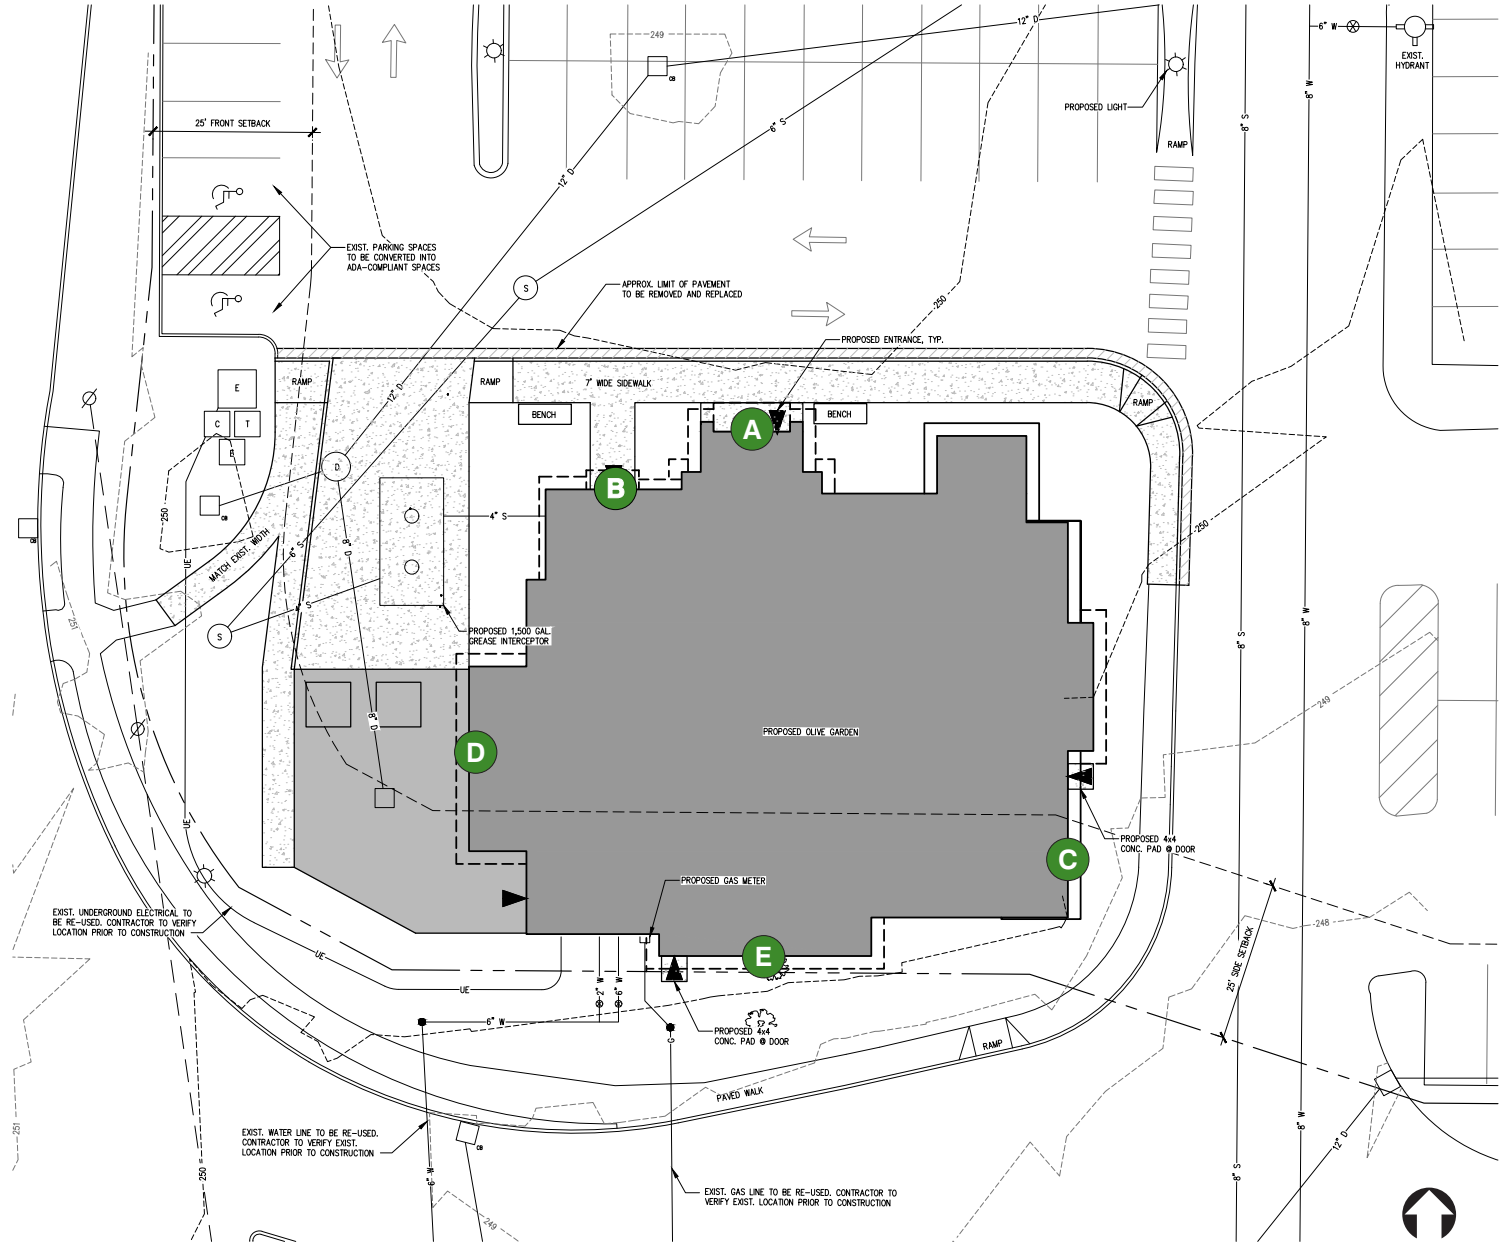 12" D
6" W
EXIST.
HYDRANT
249
CB
8" W
PROPOSED LIGHT
8" S
25' FRONT SETBACK
6" S
RAMP
12" D
EXIST. PARKING SPACES
TO BE CONVERTED INTO
ADA-COMPLIANT SPACES
S
APPROX. LIMIT OF PAVEMENT
TO BE REMOVED AND REPLACED
250
PROPOSED ENTRANCE, TYP.
RAMP
RAMP
7' WIDE SIDEWALK
E
12" D
RAMP
BENCH
BENCH
C
T
A
E
D
B
CB
250
4" S
250
CB
8" D
6" S
MATCH EXIST. WIDTH
UE
S
4" S
251
PROPOSED 1,500 GAL.
GREASE INTERCEPTOR
8" W
8" S
249
8" D
PROPOSED OLIVE GARDEN
D
UE
PROPOSED 4x4
CONC. PAD @ DOOR
C
PROPOSED GAS METER
EXIST. UNDERGROUND ELECTRICAL TO
BE RE-USED. CONTRACTOR TO VERIFY
LOCATION PRIOR TO CONSTRUCTION
248
25' SIDE SETBACK
UE
E
UE
2" W
6" W
6" W
PROPOSED 4x4
CONC. PAD @ DOOR
G
RAMP
PAVED WALK
251
EXIST. WATER LINE TO BE RE-USED.
CONTRACTOR TO VERIFY EXIST.
LOCATION PRIOR TO CONSTRUCTION
CB
8" W
12" D
250
6" W
8" S
EXIST. GAS LINE TO BE RE-USED. CONTRACTOR TO
VERIFY EXIST. LOCATION PRIOR TO CONSTRUCTION
249